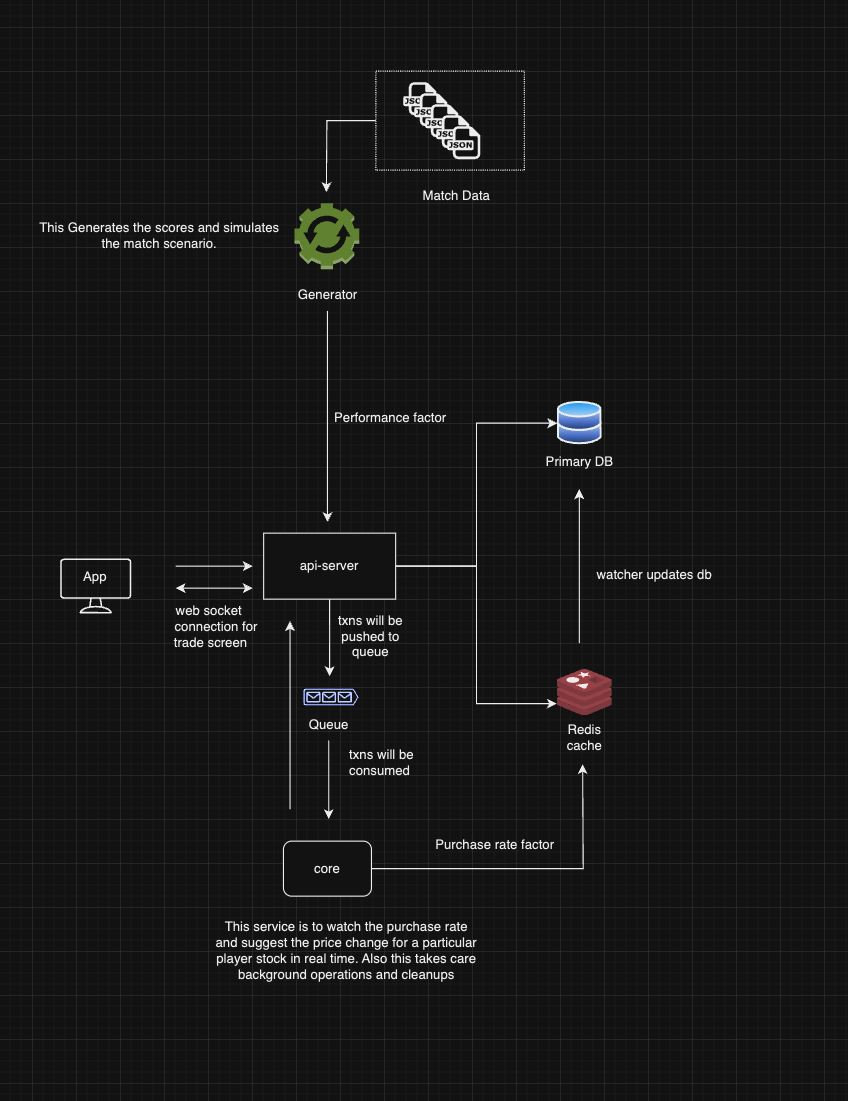 JSC
JSC
JSC
JSC
JSON
Match Data
This Generates the scores and simulates
the match scenario.
Generator
Performance factor
Primary DB
api-server
App
watcher updates db
web socket
connection for
trade screen
txns will be
pushed to
queue
Queue
Redis
cache
txns will be
consumed
Purchase rate factor
core
This service is to watch the purchase rate
and suggest the price change for a particular
player stock in real time. Also this takes care
background operations and cleanups